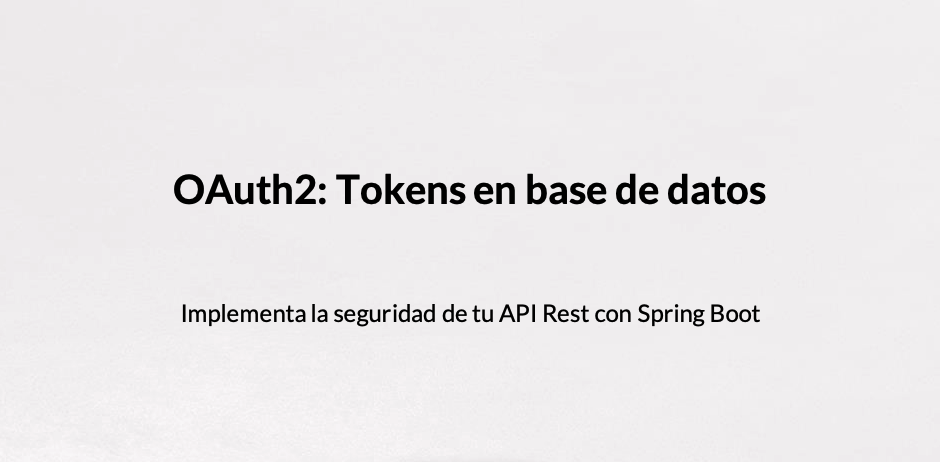 OAuth2: Tokens en base de datos
Implementa la seguridad de tu API Rest con Spring Boot